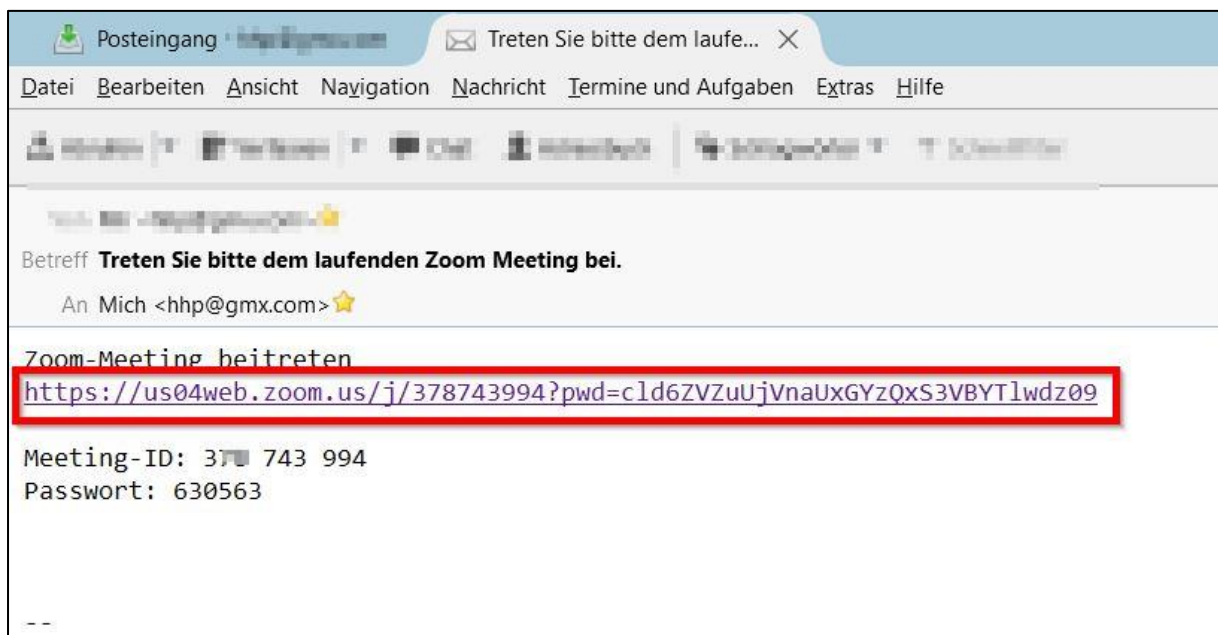 Posteingang
Treten Sie bitte dem laufe...
Datei Bearbeiten Ansicht Navigation Nachricht Termine und Aufgaben Extras Hilfe
Betreff Treten Sie bitte dem laufenden Zoom Meeting bei.
An Mich <hhp@gmx.com>
Zoom-Meeting beitreten
https://us04web.zoom.us/j/378743994?pwd=cld6ZVZuUjVnaUxGYzQxS3VBYTlwdz09
Meeting-ID: 743 994
Passwort: 630563
--